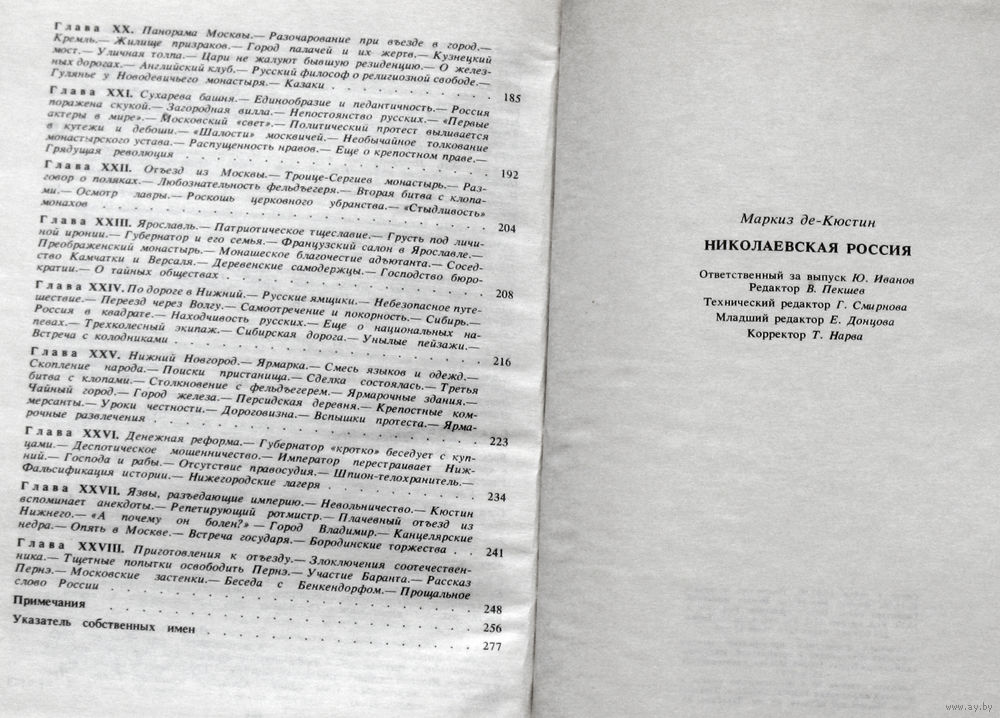 Глава XX. Панорама Москвы.— Разочарование при въезде в город.—
Кремль.— Жилище призраков.— Город палачей и их жертв.— Кузнецкий
мост.— Уличная толпа.— Цари не жалуют бывшую резиденцию.— О желез-
ных дорогах.— Английский клуб.— Русский философ о религиозной свободе.—
Гулянье у Новодевичьего монастыря.— Казаки . . . . . . . . 185
Глава XXI. Сухарева башня.— Единообразие и педантичность.— Россия
поражена скукой.— Загородная вилла.— Непостоянство русских.— «Первые
актеры в мире».— Московский «свет».— Политический протест выливается
в кутежи и дебоши.— «Шалости» москвичей.— Необычайное толкование
монастырского устава.— Распущенность нравов.— Еще о крепостном праве.—
Грядущая революция . . . . . . . . 192
Глава XXII. Отъезд из Москвы.— Троице-Сергиев монастырь.— Раз-
говор о поляках.— Любознательность фельдъегеря.— Вторая битва с клопа-
ми.— Осмотр лавры.— Роскошь церковного убранства.— «Стыдливость»
монахов . . . . . . . . 204
Глава XXIII. Ярославль.— Патриотическое тщеславие.— Грусть под личи-
ной иронии.— Губернатор и его семья.— Французский салон в Ярославле.—
Преображенский монастырь.— Монашеское благочестие адъютанта.— Сосед-
ство Камчатки и Версаля.— Деревенские самодержцы.— Господство бюро-
кратии.— О тайных обществах . . . . . . . . 208
Глава XXIV. По дороге в Нижний.— Русские ямщики.— Небезопасное путе-
шествие.— Переезд через Волгу.— Самоотречение и покорность.— Сибирь.—
Россия в квадрате.— Находчивость русских.— Еще о национальных на-
певах.— Трехколесный экипаж.— Сибирская дорога.— Унылые пейзажи.—
Встреча с колодниками . . . . . . . . 216
Глава XXV. Нижний Новгород.— Ярмарка.— Смесь языков и одежд.—
Скопление народа.— Поиски пристанища.— Сделка состоялась.— Третья
битва с клопами.— Столкновение с фельдъегерем.— Ярмарочные здания.—
Чайный город.— Город железа.— Персидская деревня.— Крепостные ком-
мерсанты.— Уроки честности.— Дороговизна.— Вспышки протеста.— Ярма-
рочные развлечения . . . . . . . . 223
Глава XXVI. Денежная реформа.— Губернатор «кротко» беседует с куп-
цами.— Деспотическое мошенничество.— Император перестраивает Ниж-
ний.— Господа и рабы.— Отсутствие правосудия.— Шпион-телохранитель.—
Фальсификация истории.— Нижегородские лагеря . . . . . . . . 234
Глава XXVII. Язвы, разъедающие империю.— Невольничество.— Кюстин
вспоминает анекдоты.— Репетирующий ротмистр.— Плачевный отъезд из
Нижнего.— «А почему он болен?» — Город Владимир.— Канцелярские
недра.— Опять в Москве.— Встреча государя.— Бородинские торжества . . 241
Глава XXVIII. Приготовления к отъезду.— Злоключения соотечествен-
ника.— Тщетные попытки освободить Пернэ.— Участие Баранта.— Рассказ
Пернэ.— Московские застенки.— Беседа с Бенкендорфом.— Прощальное
слово России . . . . . . . . 248
Примечания . . . . . . . . 256
Указатель собственных имен . . . . . . . . 277
Маркиз де-Кюстин
НИКОЛАЕВСКАЯ РОССИЯ
Ответственный за выпуск Ю. Иванов
Редактор В. Пекшев
Технический редактор Г. Смирнова
Младший редактор Е. Донцова
Корректор Т. Нарва
www.ay.by